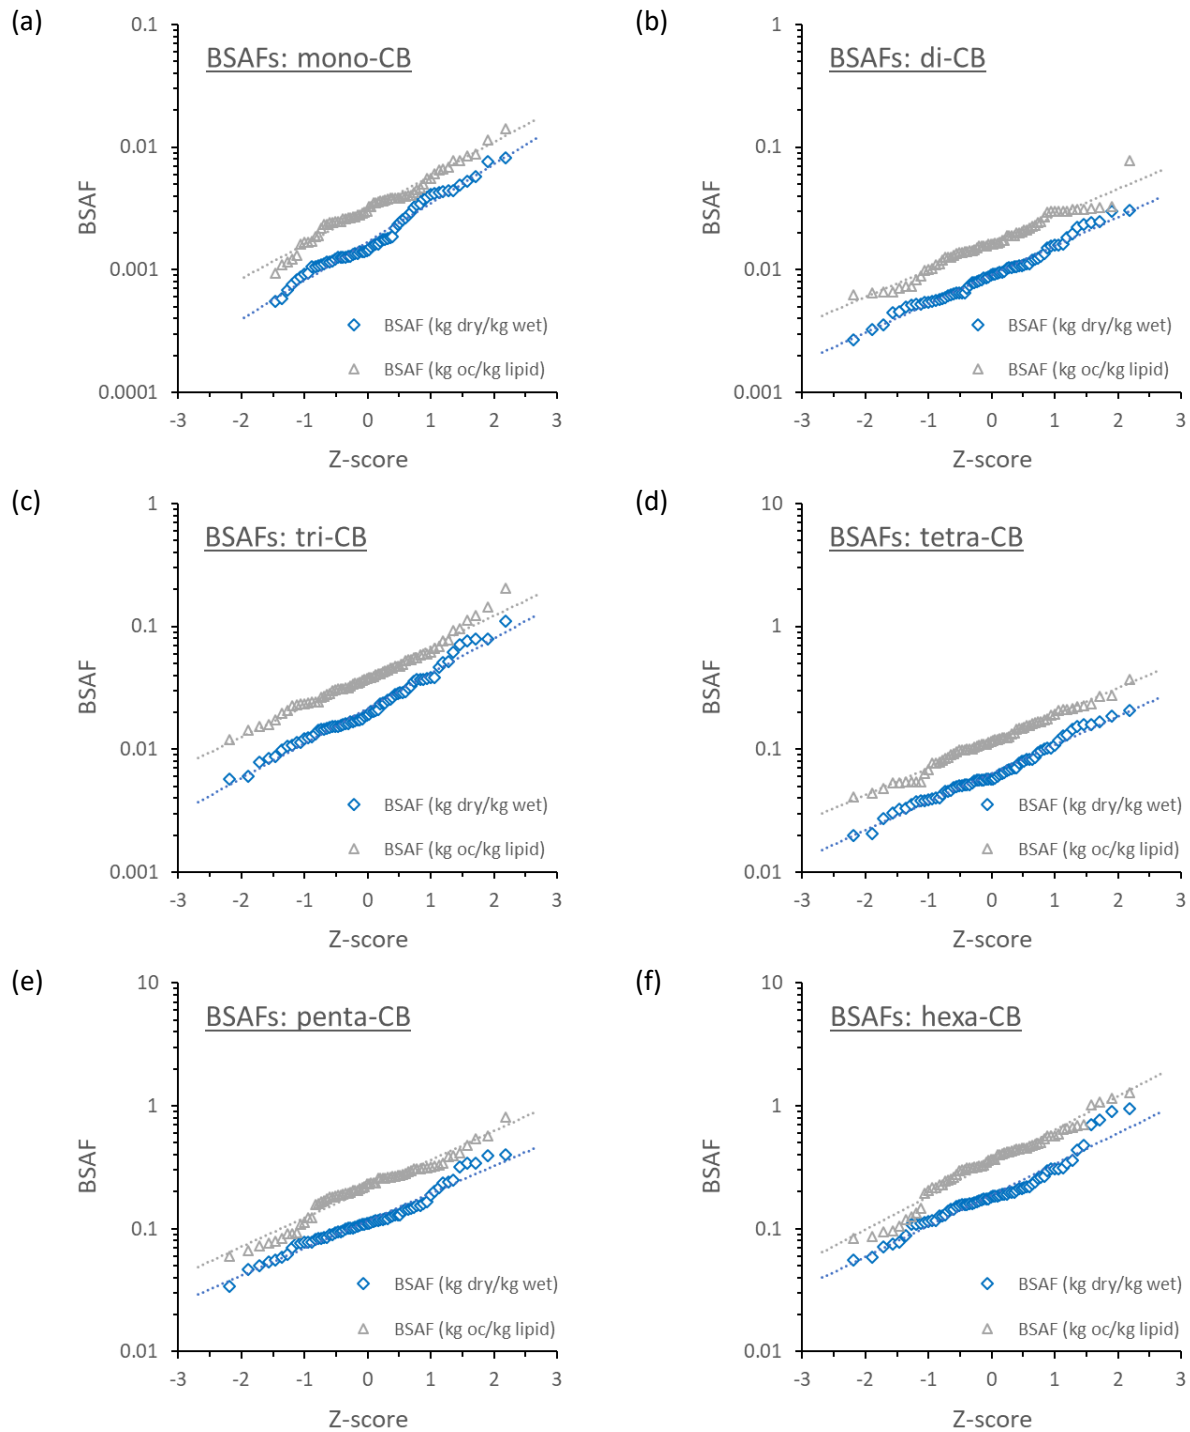 (a)
0.1
BSAFs: mono-CB
0.01
BSAF
0.001
BSAF (kg dry/kg wet)
BSAF (kg oc/kg lipid)
0.0001
-3 -2 -1 0 1 2 3
Z-score
(b)
1
BSAFs: di-CB
0.1
BSAF
0.01
BSAF (kg dry/kg wet)
BSAF (kg oc/kg lipid)
0.001
-3 -2 -1 0 1 2 3
Z-score
(c)
1
BSAFs: tri-CB
0.1
BSAF
0.01
BSAF (kg dry/kg wet)
BSAF (kg oc/kg lipid)
0.001
-3 -2 -1 0 1 2 3
Z-score
(d)
10
BSAFs: tetra-CB
1
BSAF
0.1
BSAF (kg dry/kg wet)
BSAF (kg oc/kg lipid)
0.01
-3 -2 -1 0 1 2 3
Z-score
(e)
10
BSAFs: penta-CB
1
BSAF
0.1
BSAF (kg dry/kg wet)
BSAF (kg oc/kg lipid)
0.01
-3 -2 -1 0 1 2 3
Z-score
(f)
10
BSAFs: hexa-CB
1
BSAF
0.1
BSAF (kg dry/kg wet)
BSAF (kg oc/kg lipid)
0.01
-3 -2 -1 0 1 2 3
Z-score